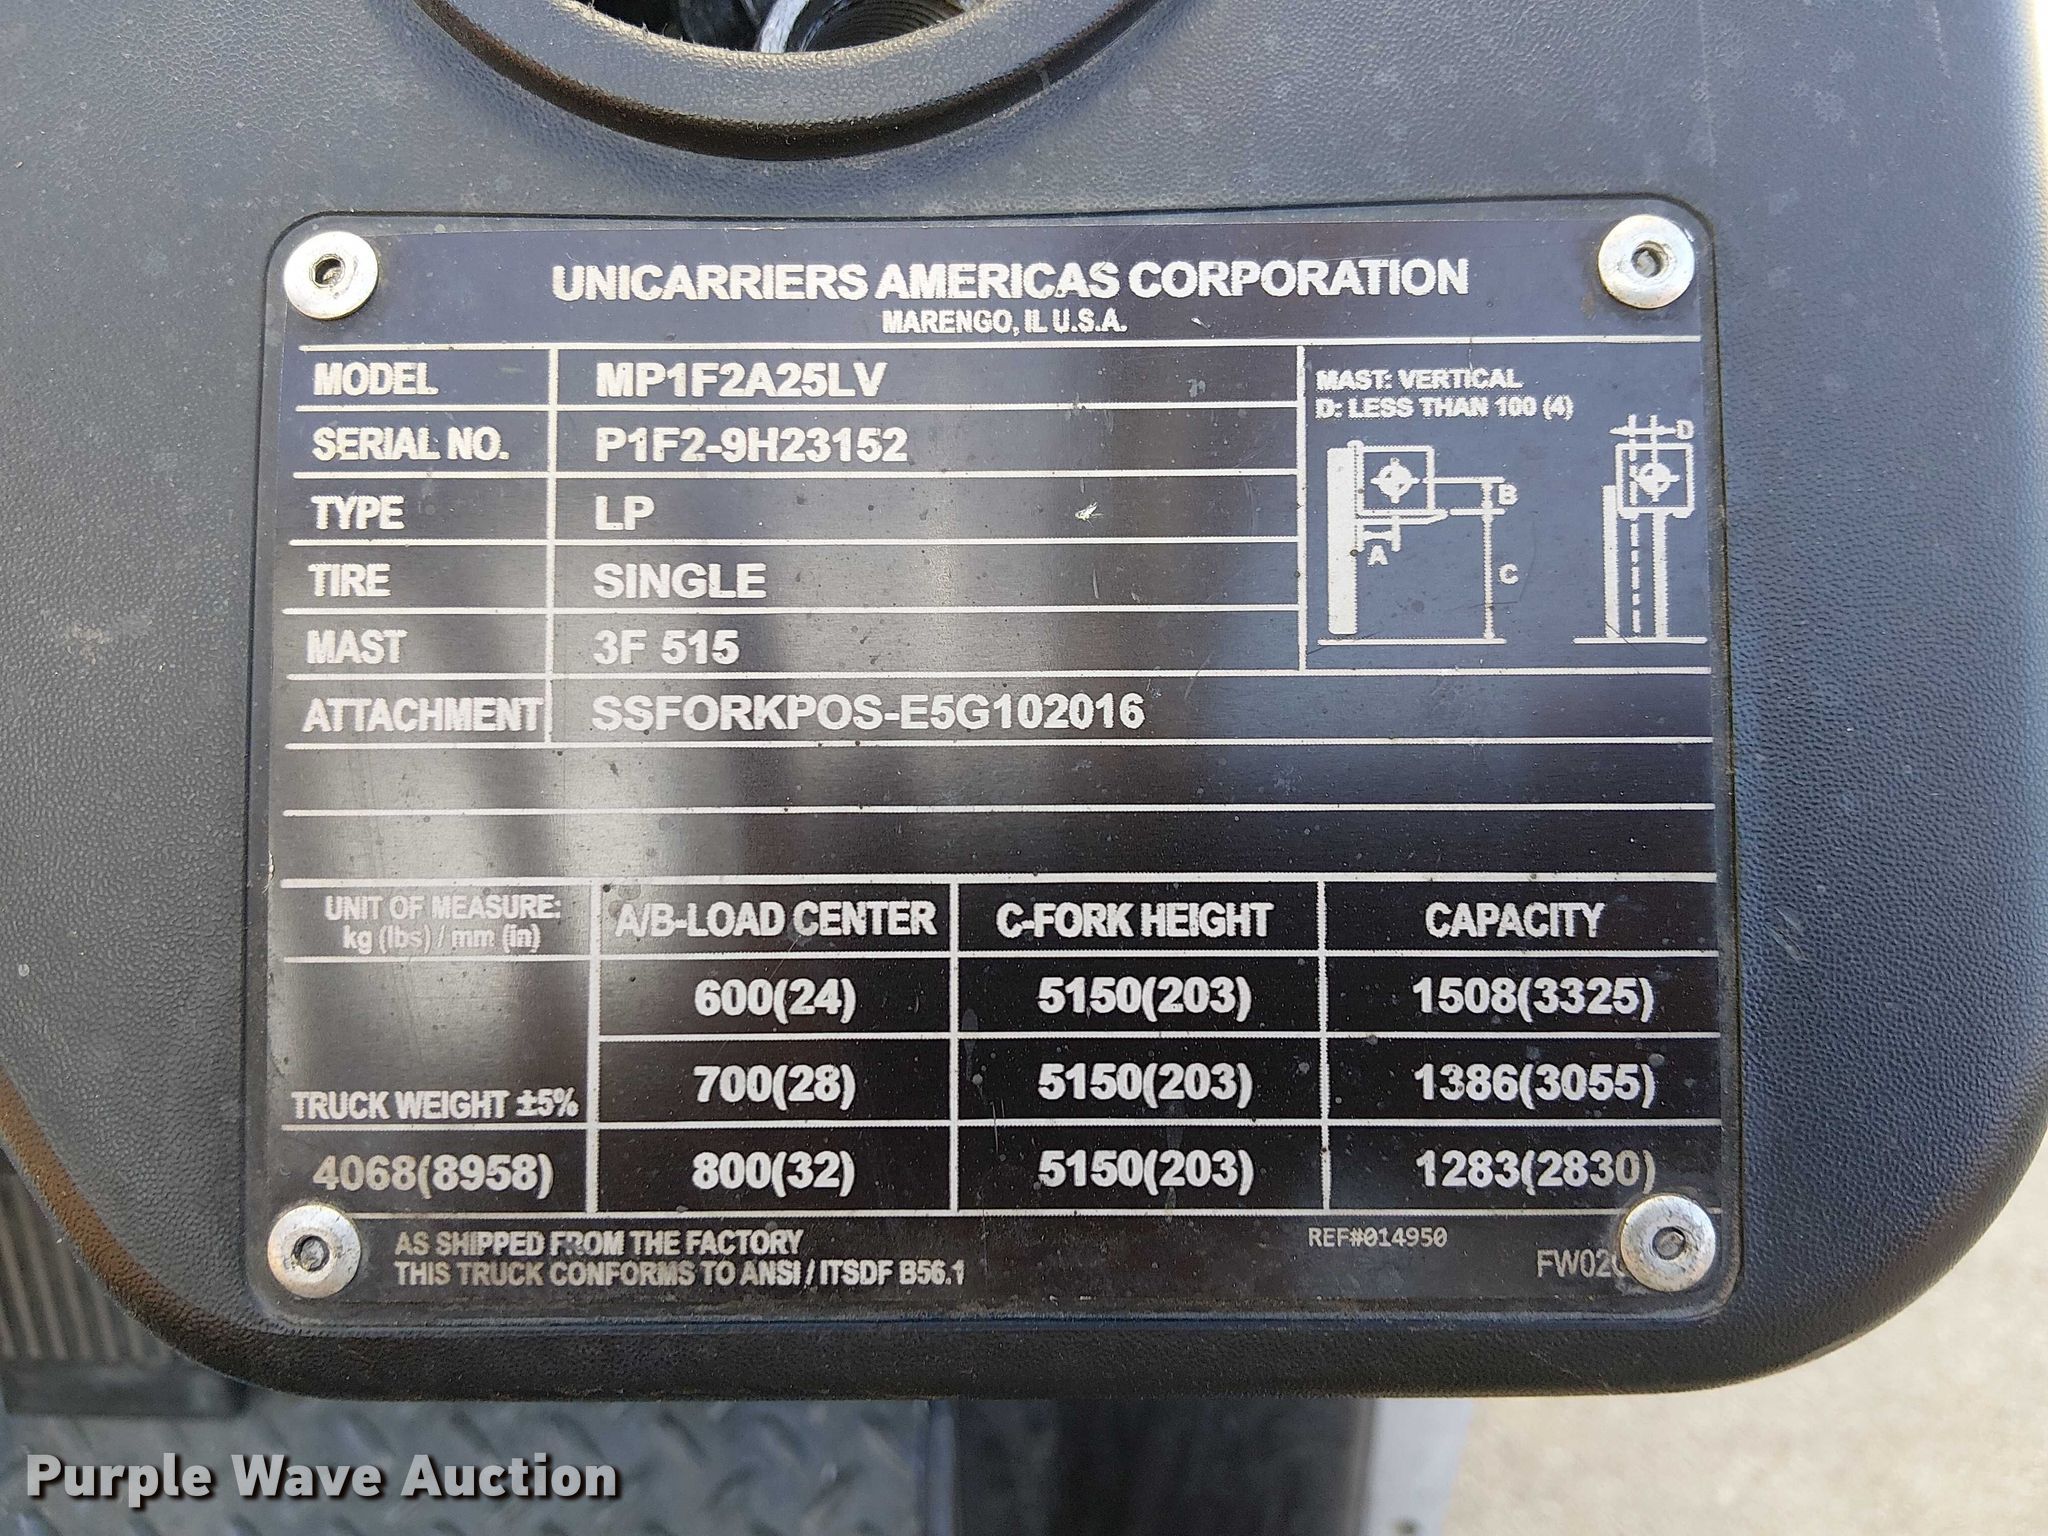 UNICARRIERS AMERICAS CORPORATION
MARENGO, IL U.S.A.
MODEL MP1F2A25LV
SERIAL NO. P1F2-9H23152
TYPE LP
TIRE SINGLE
MAST 3F 515
ATTACHMENT SSFORKPOS-E5G102016
MAST: VERTICAL
D: LESS THAN 100 (4)
D
B
A
C
UNIT OF MEASURE: kg (lbs) / mm (in)
A/B-LOAD CENTER C-FORK HEIGHT CAPACITY
600(24) 5150(203) 1508(3325)
700(28) 5150(203) 1386(3055)
TRUCK WEIGHT ±5%
4068(8958) 800(32) 5150(203) 1283(2830)
AS SHIPPED FROM THE FACTORY
THIS TRUCK CONFORMS TO ANSI / ITSDF B56.1
REF#014950
Purple Wave Auction